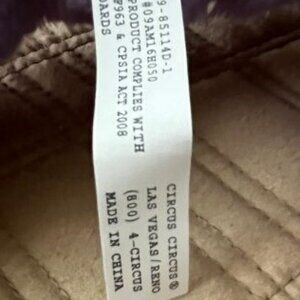 9-85114D-1
#09AM16H050
PRODUCT COMPLIES WITH
F963 & CPSIA ACT 2008
DARDS
CIRCUS CIRCUS®
LAS VEGAS/RENO
(800) 4-CIRCUS
MADE IN CHINA